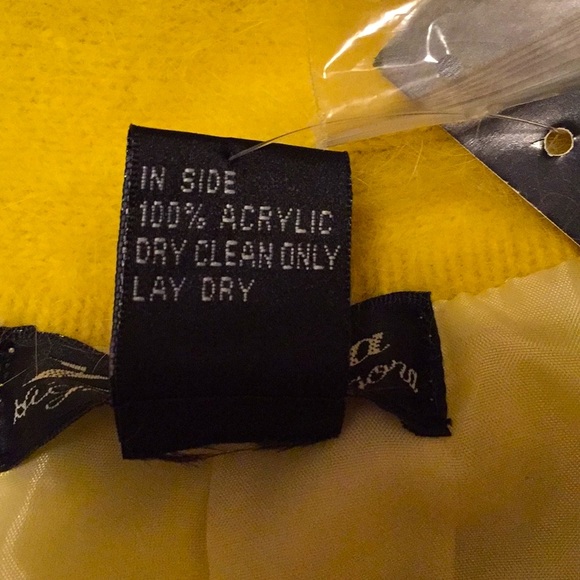 IN SIDE
100% ACRYLIC
DRY CLEAN ONLY
LAY DRY